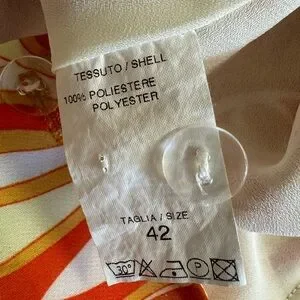 TESSUTO / SHELL
100% POLIESTERE
POLYESTER
TAGLIA / SIZE
42
30°
P